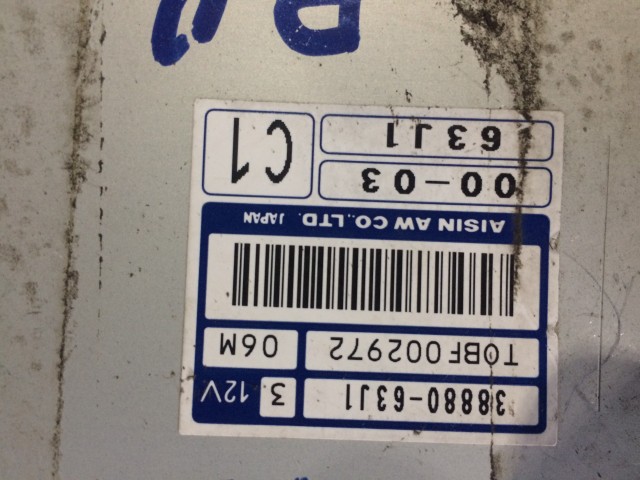 38880-63J1 3 12V
T0BF002972 06M
AISIN AW CO.,LTD. JAPAN
00-03 C1
63J1